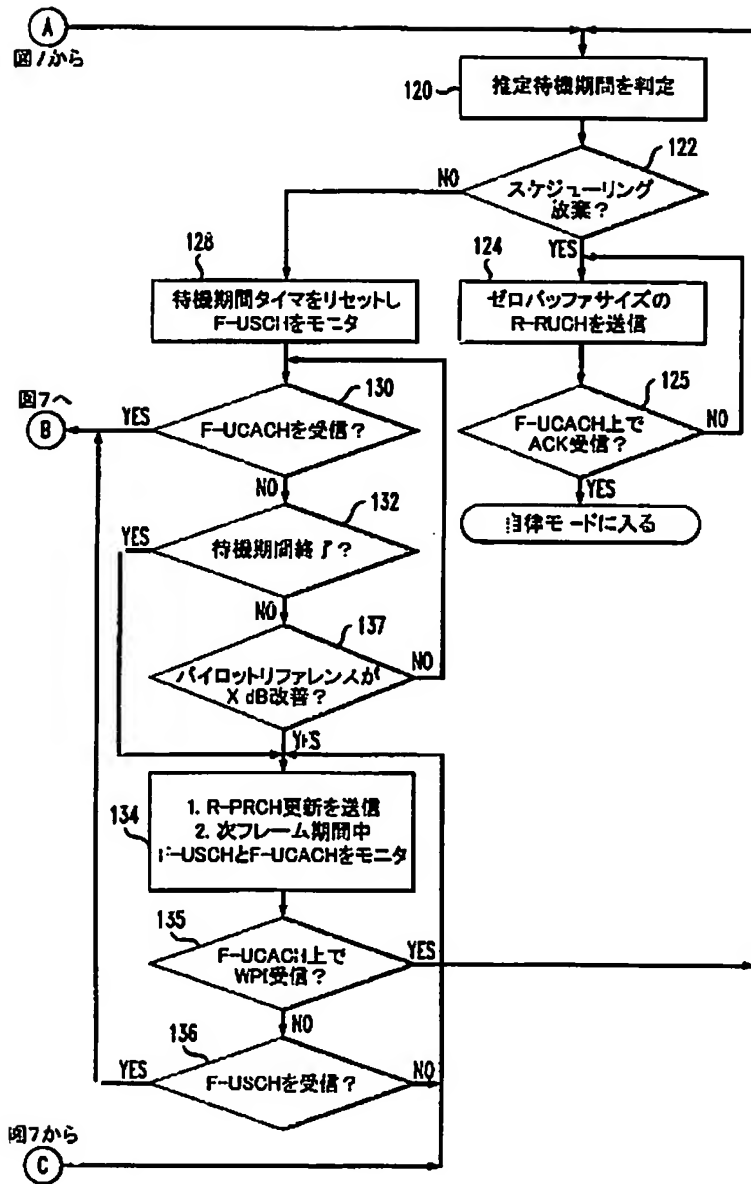 A
図7から
120
推定待機期間を判定
122
スケジューリング
放棄？
NO
YES
128
124
待機期間タイマをリセットし
F-USCHをモニタ
ゼロバッファサイズの
R-RUCHを送信
130
125
図7へ
B
YES
F-UCACHを受信？
F-UCACH上で
ACK受信？
NO
NO
YES
132
自律モードに入る
YES
待機期間終了？
NO
137
パイロットリファレンスが
X dB改善？
NO
YES
134
1. R-PRCH更新を送信
2. 次フレーム期間中
F-USCHとF-UCACHをモニタ
135
F-UCACH上で
WPI受信？
YES
NO
136
YES
F-USCHを受信？
NO
図7から
C